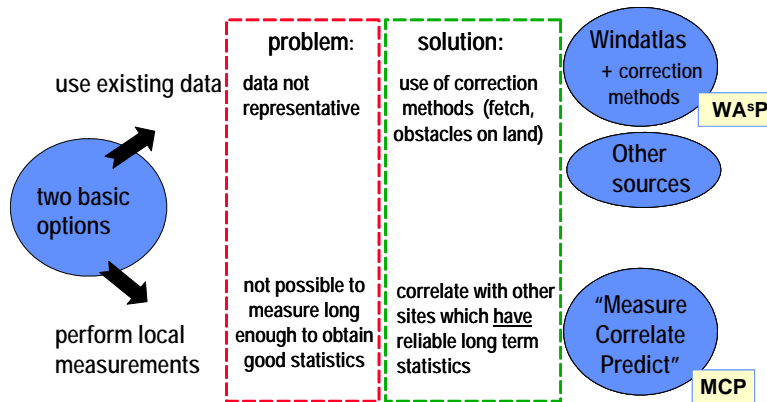 problem:
solution:
Windatlas
+ correction
methods
WAsP
use existing data
data not
representative
use of correction
methods (fetch,
obstacles on land)
Other
sources
two basic
options
perform local
measurements
not possible to
measure long
enough to obtain
good statistics
correlate with other
sites which have
reliable long term
statistics
“Measure
Correlate
Predict”
MCP